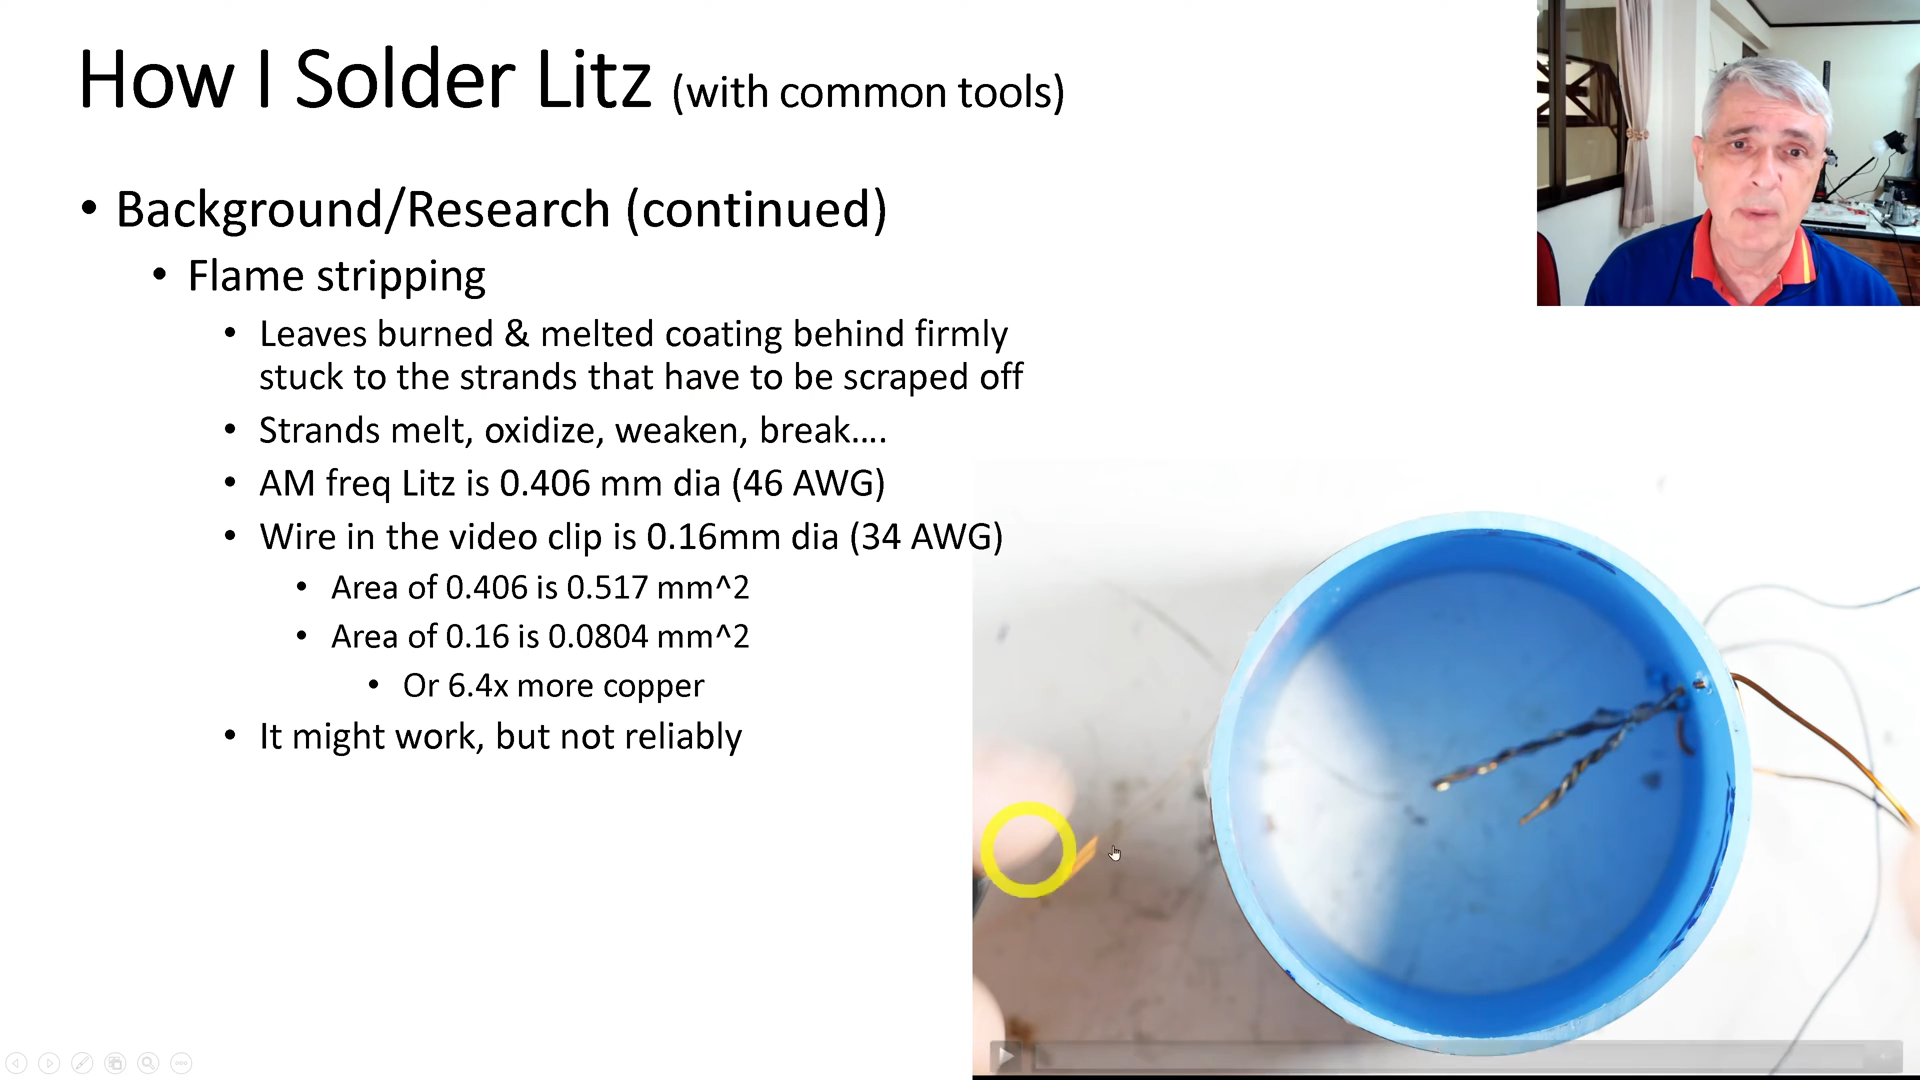 How I Solder Litz (with common tools)
• Background/Research (continued)
• Flame stripping
• Leaves burned & melted coating behind firmly
stuck to the strands that have to be scraped off
• Strands melt, oxidize, weaken, break....
• AM freq Litz is 0.406 mm dia (46 AWG)
• Wire in the video clip is 0.16mm dia (34 AWG)
• Area of 0.406 is 0.517 mm^2
• Area of 0.16 is 0.0804 mm^2
• Or 6.4x more copper
• It might work, but not reliably